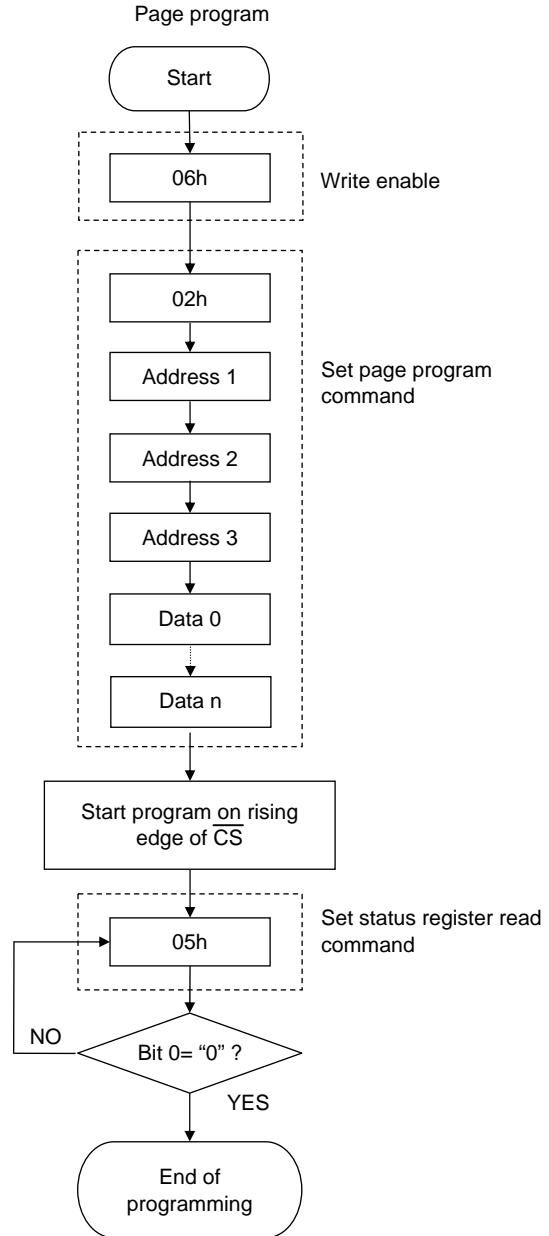 Page program
Start
06h
Write enable
02h
Address 1
Set page program
command
Address 2
Address 3
Data 0
Data n
Start program on rising
edge of C̅S̅
05h
Set status register read
command
NO
Bit 0= “0” ?
YES
End of
programming